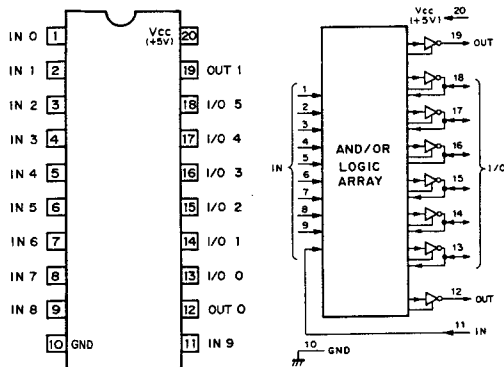 IN 0 1 Vcc (+5V) 20
IN 1 2 19 OUT 1
IN 2 3 18 I/O 5
IN 3 4 17 I/O 4
IN 4 5 16 I/O 3
IN 5 6 15 I/O 2
IN 6 7 14 I/O 1
IN 7 8 13 I/O 0
IN 8 9 12 OUT 0
10 GND 11 IN 9
Vcc (+5V) 20
19 OUT
IN
1
2
3
4
5
6
7
8
9
AND/OR
LOGIC
ARRAY
18
17
16
15
14
13
I/O
12 OUT
11 IN
10 GND